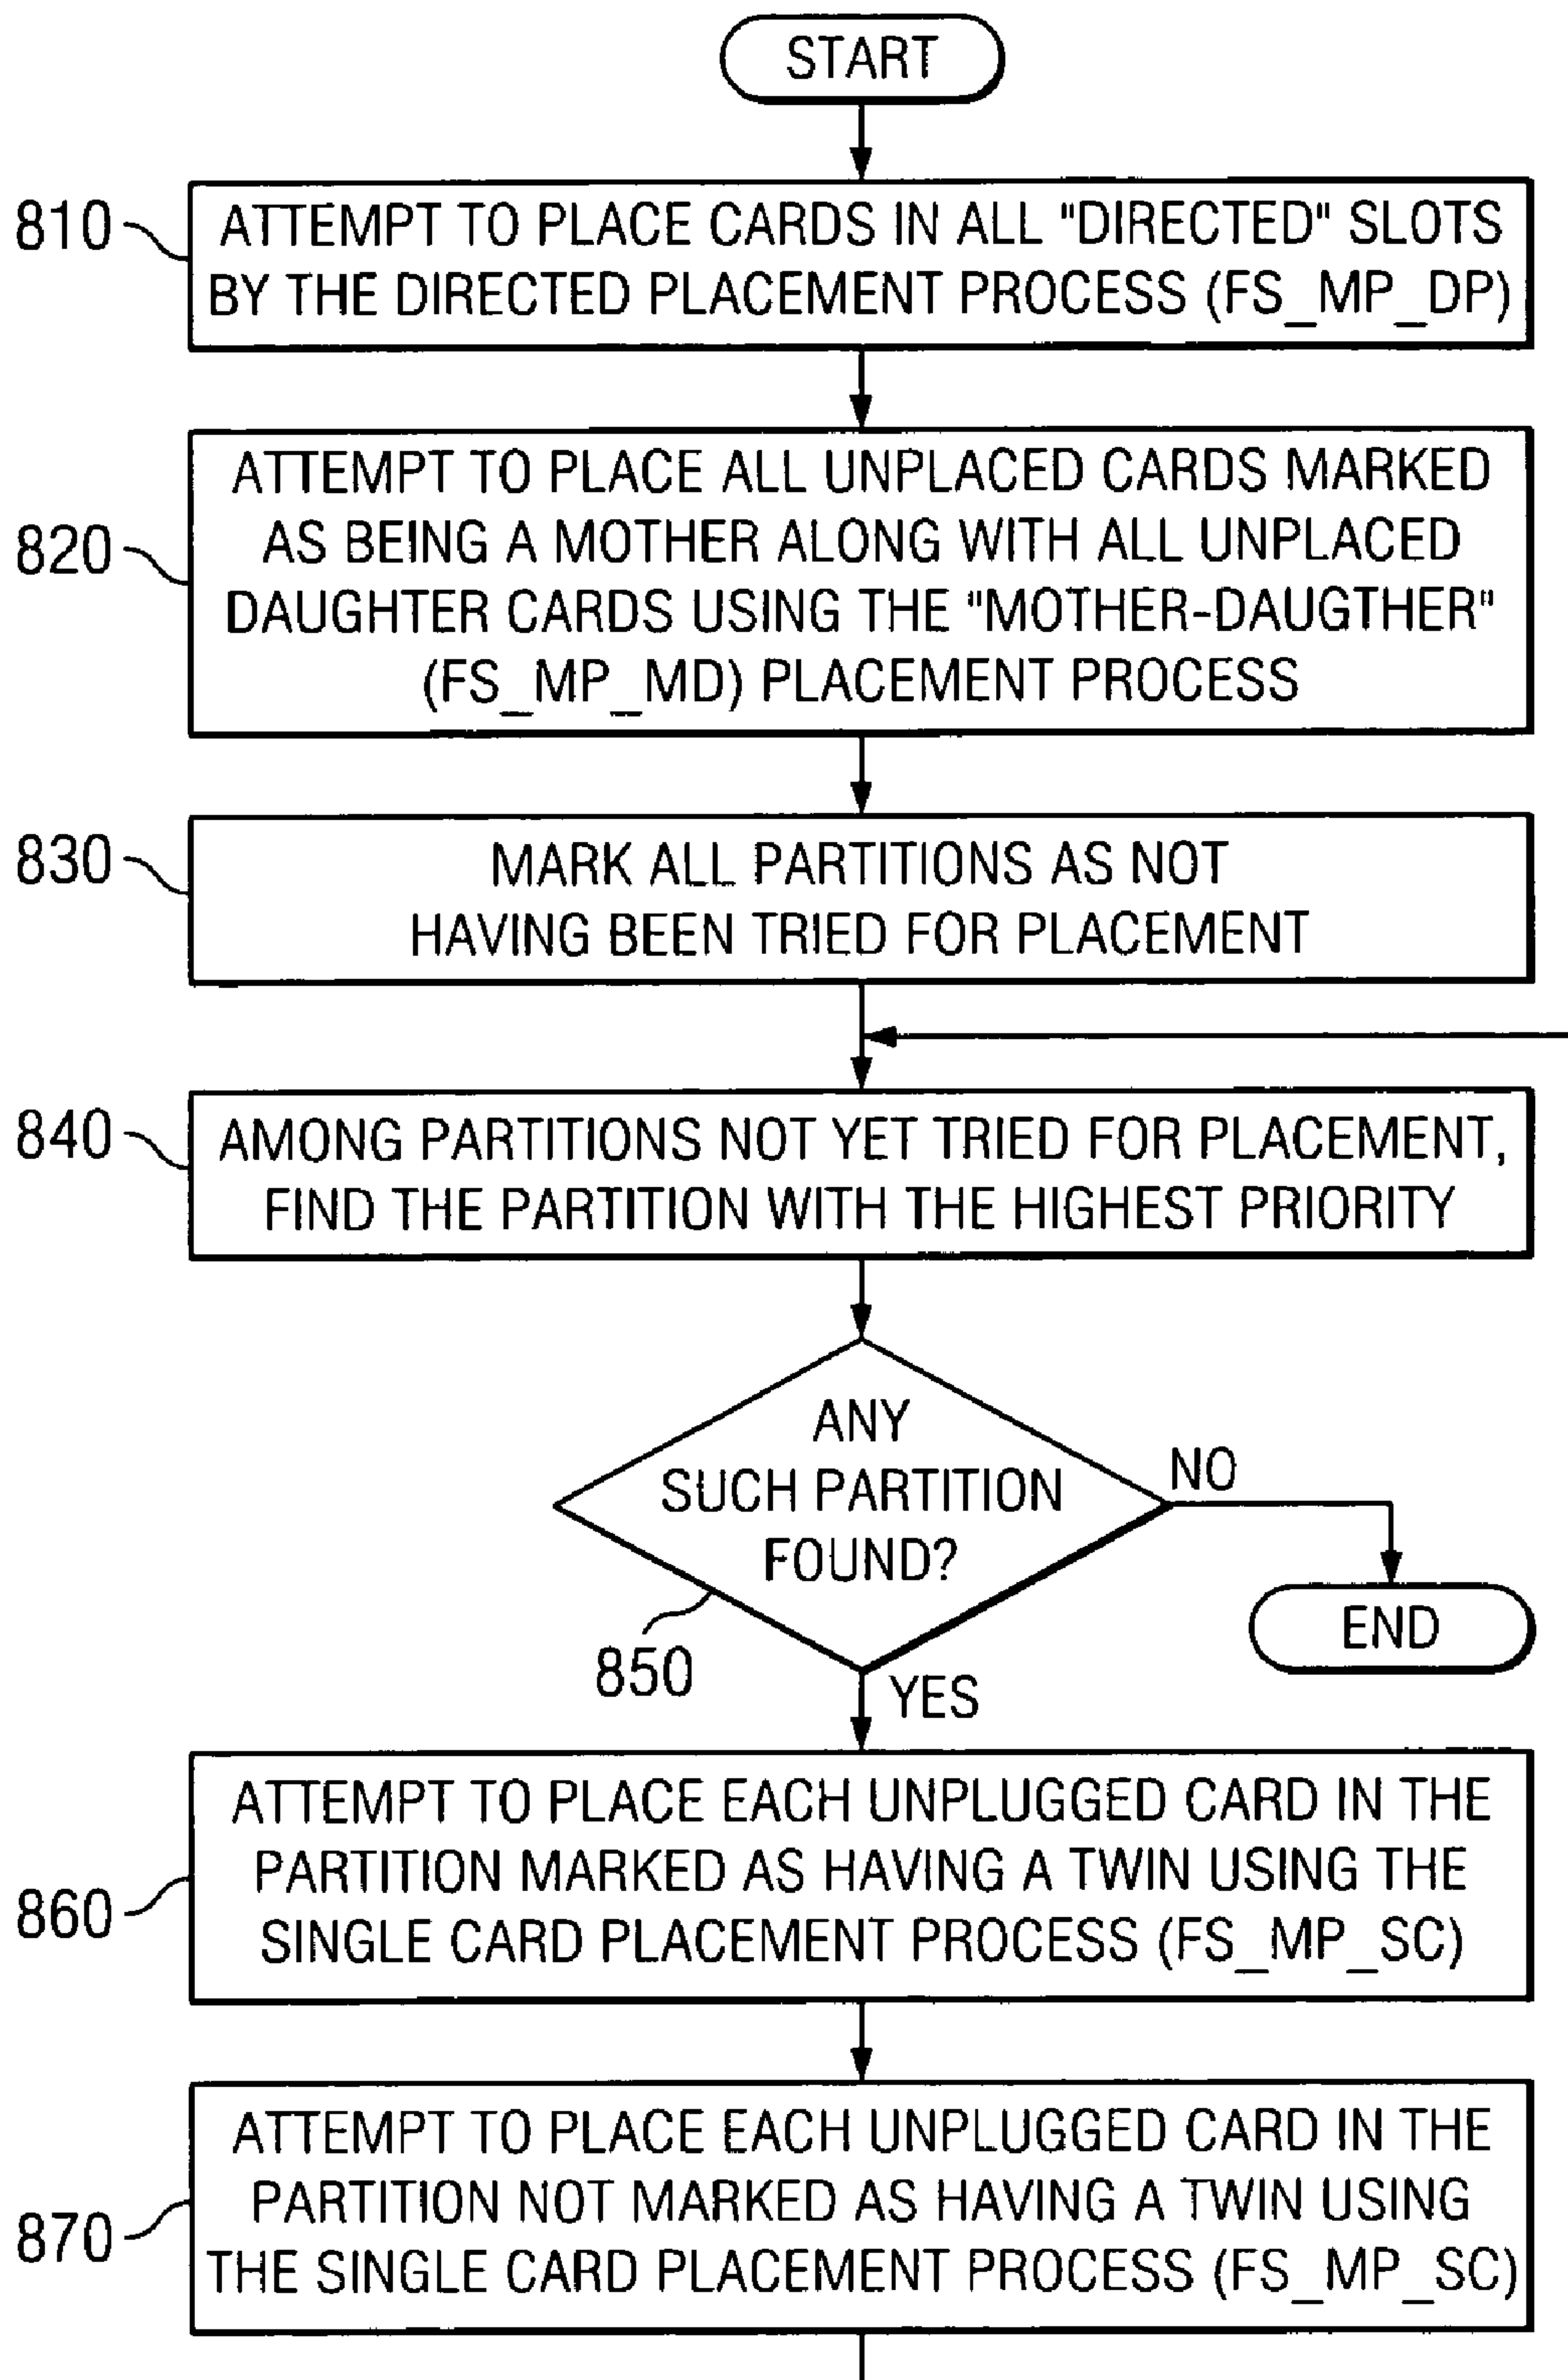 START
810
ATTEMPT TO PLACE CARDS IN ALL "DIRECTED" SLOTS
BY THE DIRECTED PLACEMENT PROCESS (FS_MP_DP)
820
ATTEMPT TO PLACE ALL UNPLACED CARDS MARKED
AS BEING A MOTHER ALONG WITH ALL UNPLACED
DAUGHTER CARDS USING THE "MOTHER-DAUGTHER"
(FS_MP_MD) PLACEMENT PROCESS
830
MARK ALL PARTITIONS AS NOT
HAVING BEEN TRIED FOR PLACEMENT
840
AMONG PARTITIONS NOT YET TRIED FOR PLACEMENT,
FIND THE PARTITION WITH THE HIGHEST PRIORITY
ANY
SUCH PARTITION
FOUND?
NO
END
850
YES
860
ATTEMPT TO PLACE EACH UNPLUGGED CARD IN THE
PARTITION MARKED AS HAVING A TWIN USING THE
SINGLE CARD PLACEMENT PROCESS (FS_MP_SC)
870
ATTEMPT TO PLACE EACH UNPLUGGED CARD IN THE
PARTITION NOT MARKED AS HAVING A TWIN USING
THE SINGLE CARD PLACEMENT PROCESS (FS_MP_SC)